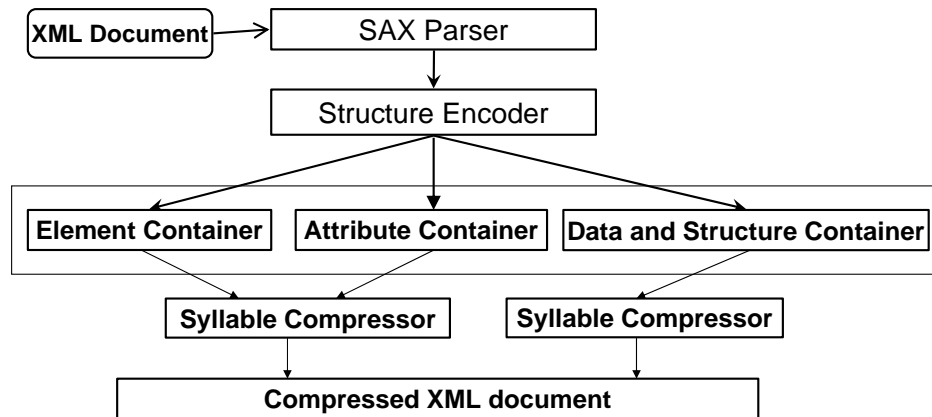 XML Document
SAX Parser
Structure Encoder
Element Container
Attribute Container
Data and Structure Container
Syllable Compressor
Syllable Compressor
Compressed XML document